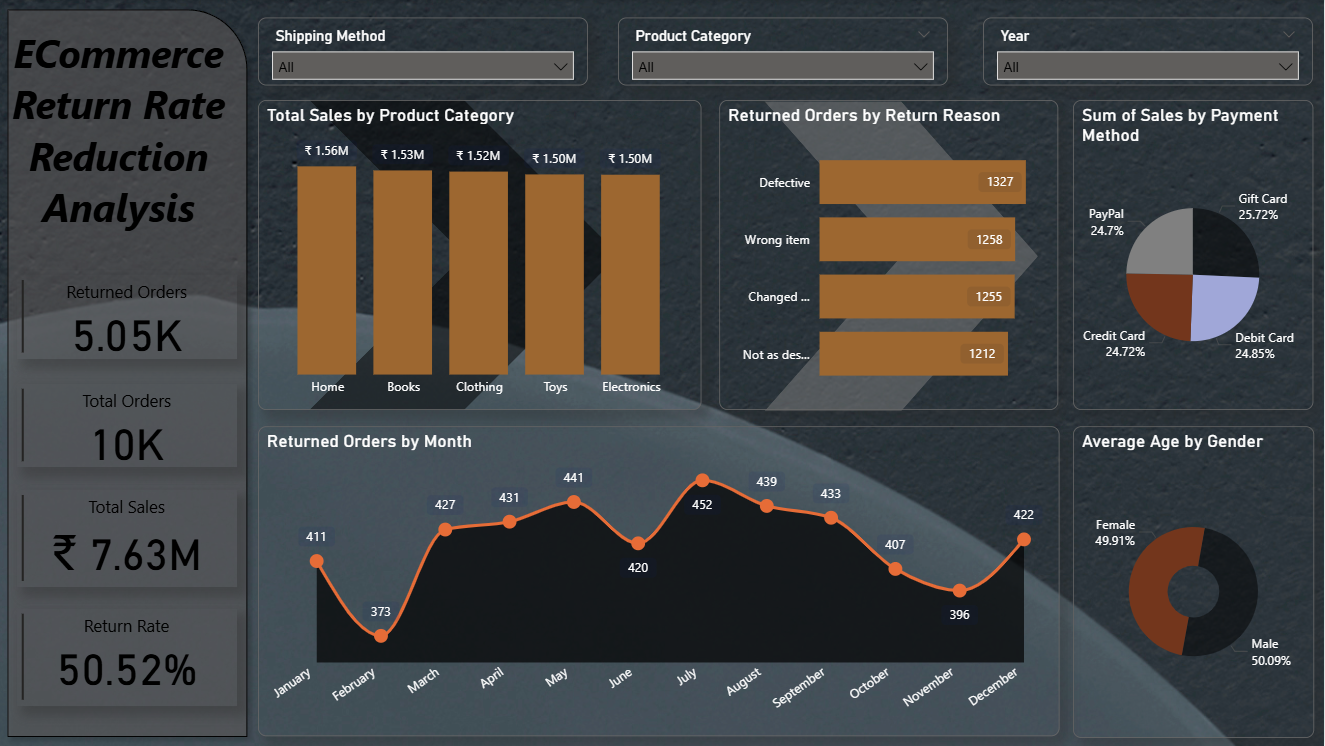 ECommerce
Return Rate
Reduction
Analysis
Returned Orders
5.05K
Total Orders
10K
Total Sales
₹ 7.63M
Return Rate
50.52%
Shipping Method
All
Product Category
All
Year
All
Total Sales by Product Category
₹ 1.56M
₹ 1.53M
₹ 1.52M
₹ 1.50M
₹ 1.50M
Home
Books
Clothing
Toys
Electronics
Returned Orders by Return Reason
Defective
1327
Wrong item
1258
Changed ...
1255
Not as des...
1212
Sum of Sales by Payment
Method
Gift Card
25.72%
PayPal
24.7%
Credit Card
24.72%
Debit Card
24.85%
Returned Orders by Month
411
373
427
431
441
420
452
439
433
407
396
422
January
February
March
April
May
June
July
August
September
October
November
December
Average Age by Gender
Female
49.91%
Male
50.09%